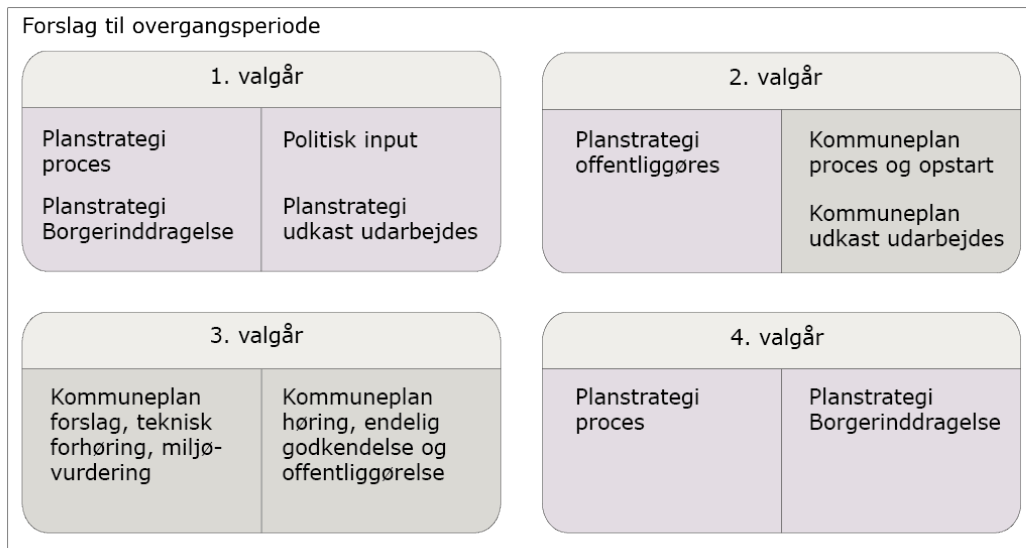 Forslag til overgangsperiode
1. valgår
Planstrategi
proces
Planstrategi
Borgerinddragelse
Politisk input
Planstrategi
udkast udarbejdes
2. valgår
Planstrategi
offentliggøres
Kommuneplan
proces og opstart
Kommuneplan
udkast udarbejdes
3. valgår
Kommuneplan
forslag, teknisk
forhøring, miljø-
vurdering
Kommuneplan
høring, endelig
godkendelse og
offentliggørelse
4. valgår
Planstrategi
proces
Planstrategi
Borgerinddragelse